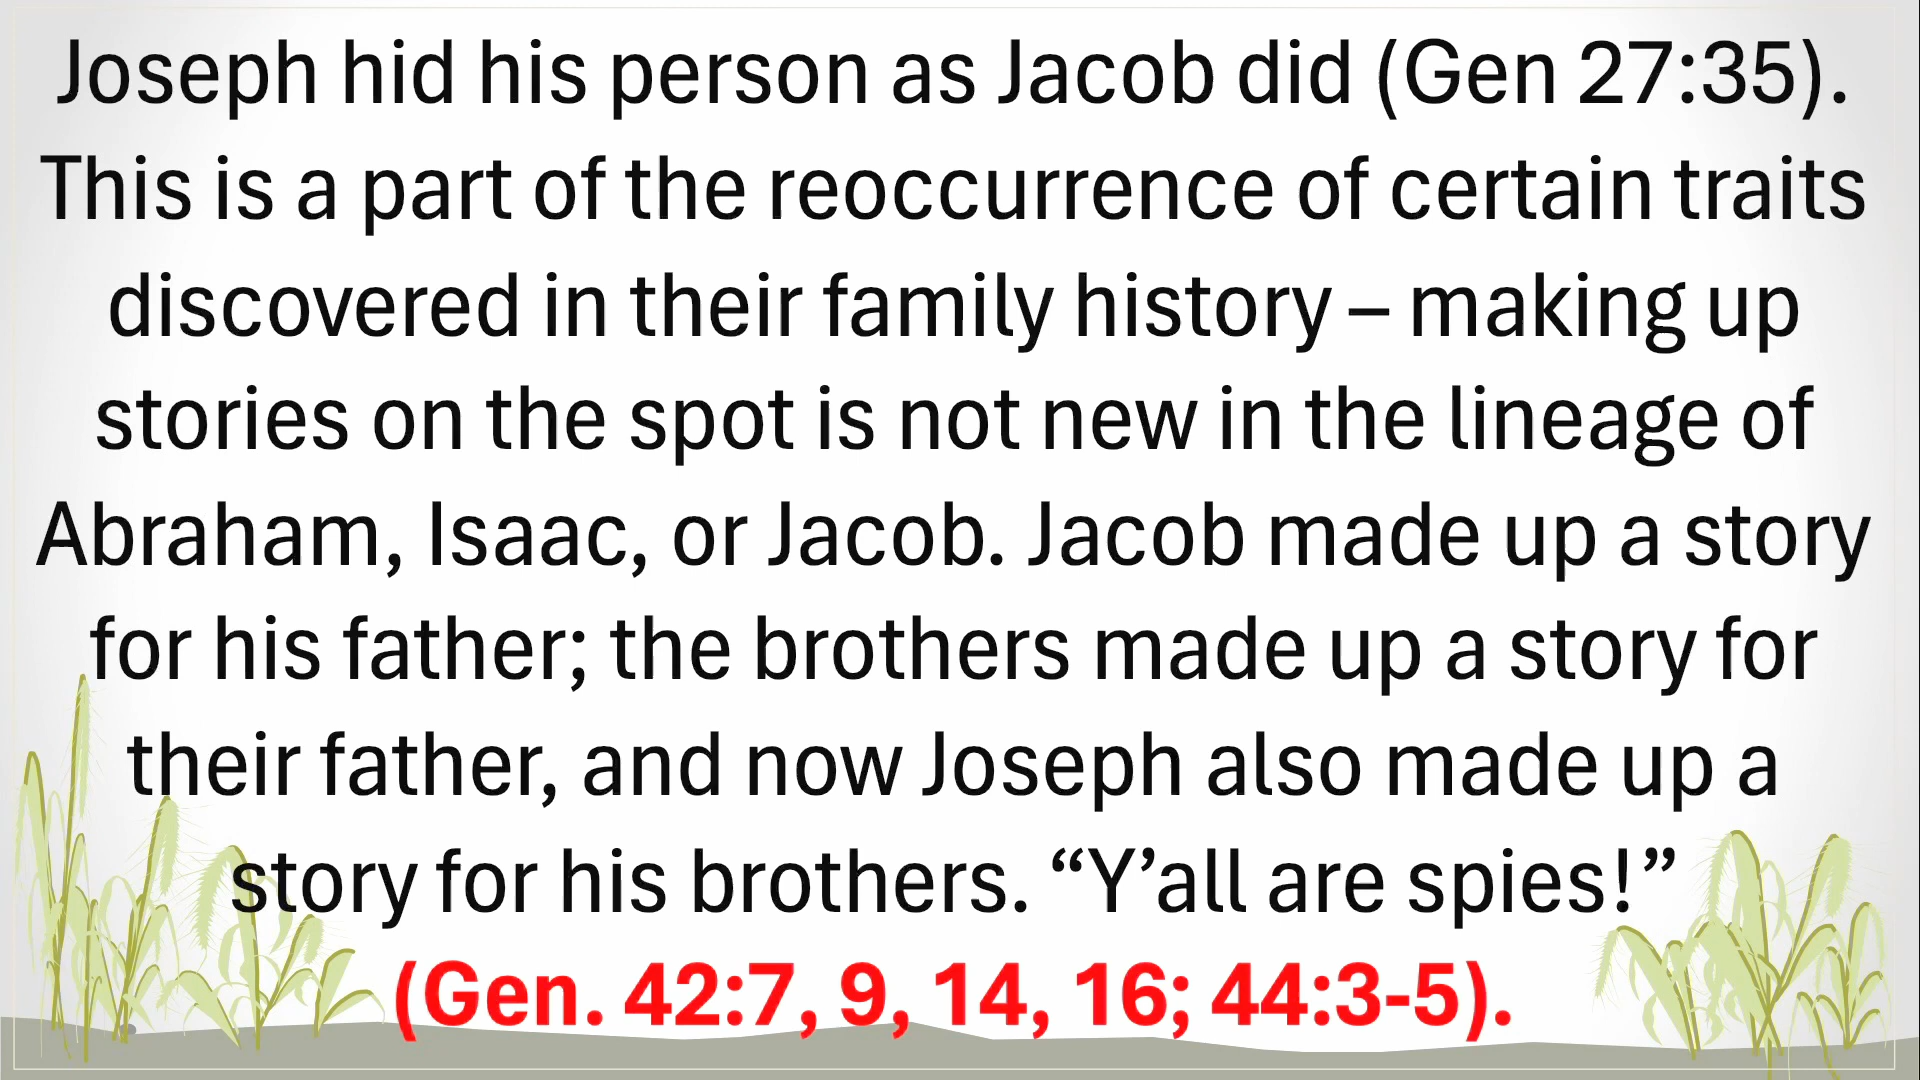 Joseph hid his person as Jacob did (Gen 27:35).
This is a part of the reoccurrence of certain traits
discovered in their family history – making up
stories on the spot is not new in the lineage of
Abraham, Isaac, or Jacob. Jacob made up a story
for his father; the brothers made up a story for
their father, and now Joseph also made up a
story for his brothers. “Y’all are spies!”
(Gen. 42:7, 9, 14, 16; 44:3-5).